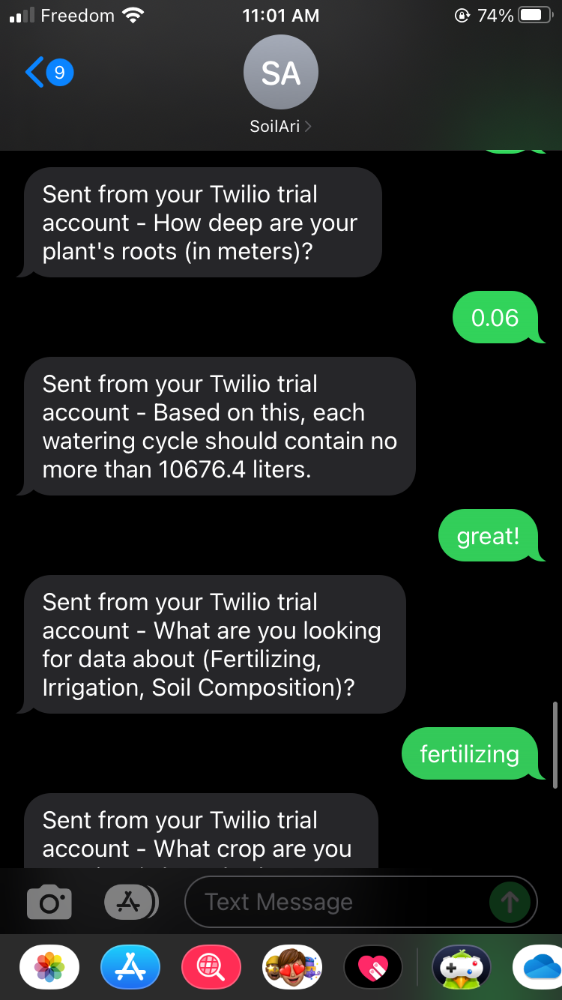 Freedom 11:01 AM 74%
9
SA
SoilAri
Sent from your Twilio trial
account - How deep are your
plant's roots (in meters)?
0.06
Sent from your Twilio trial
account - Based on this, each
watering cycle should contain no
more than 10676.4 liters.
great!
Sent from your Twilio trial
account - What are you looking
for data about (Fertilizing,
Irrigation, Soil Composition)?
fertilizing
Sent from your Twilio trial
account - What crop are you
Text Message